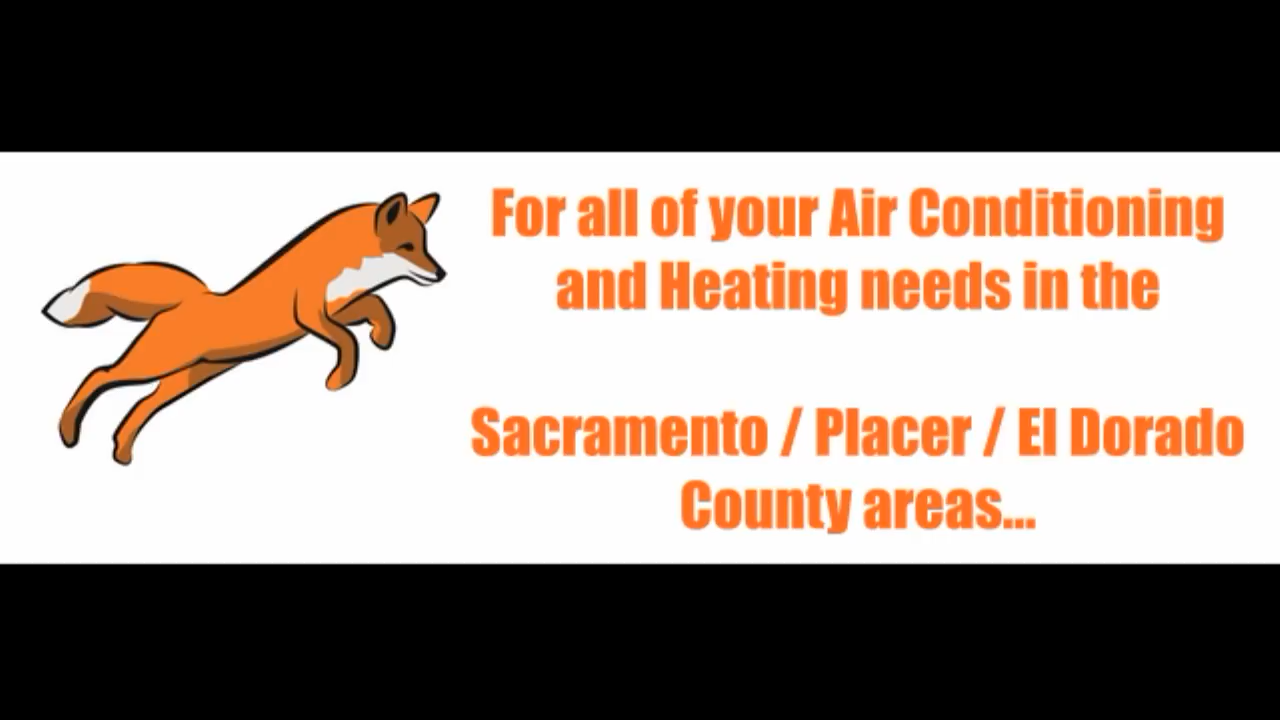 For all of your Air Conditioning
and Heating needs in the
Sacramento / Placer / El Dorado
County areas...